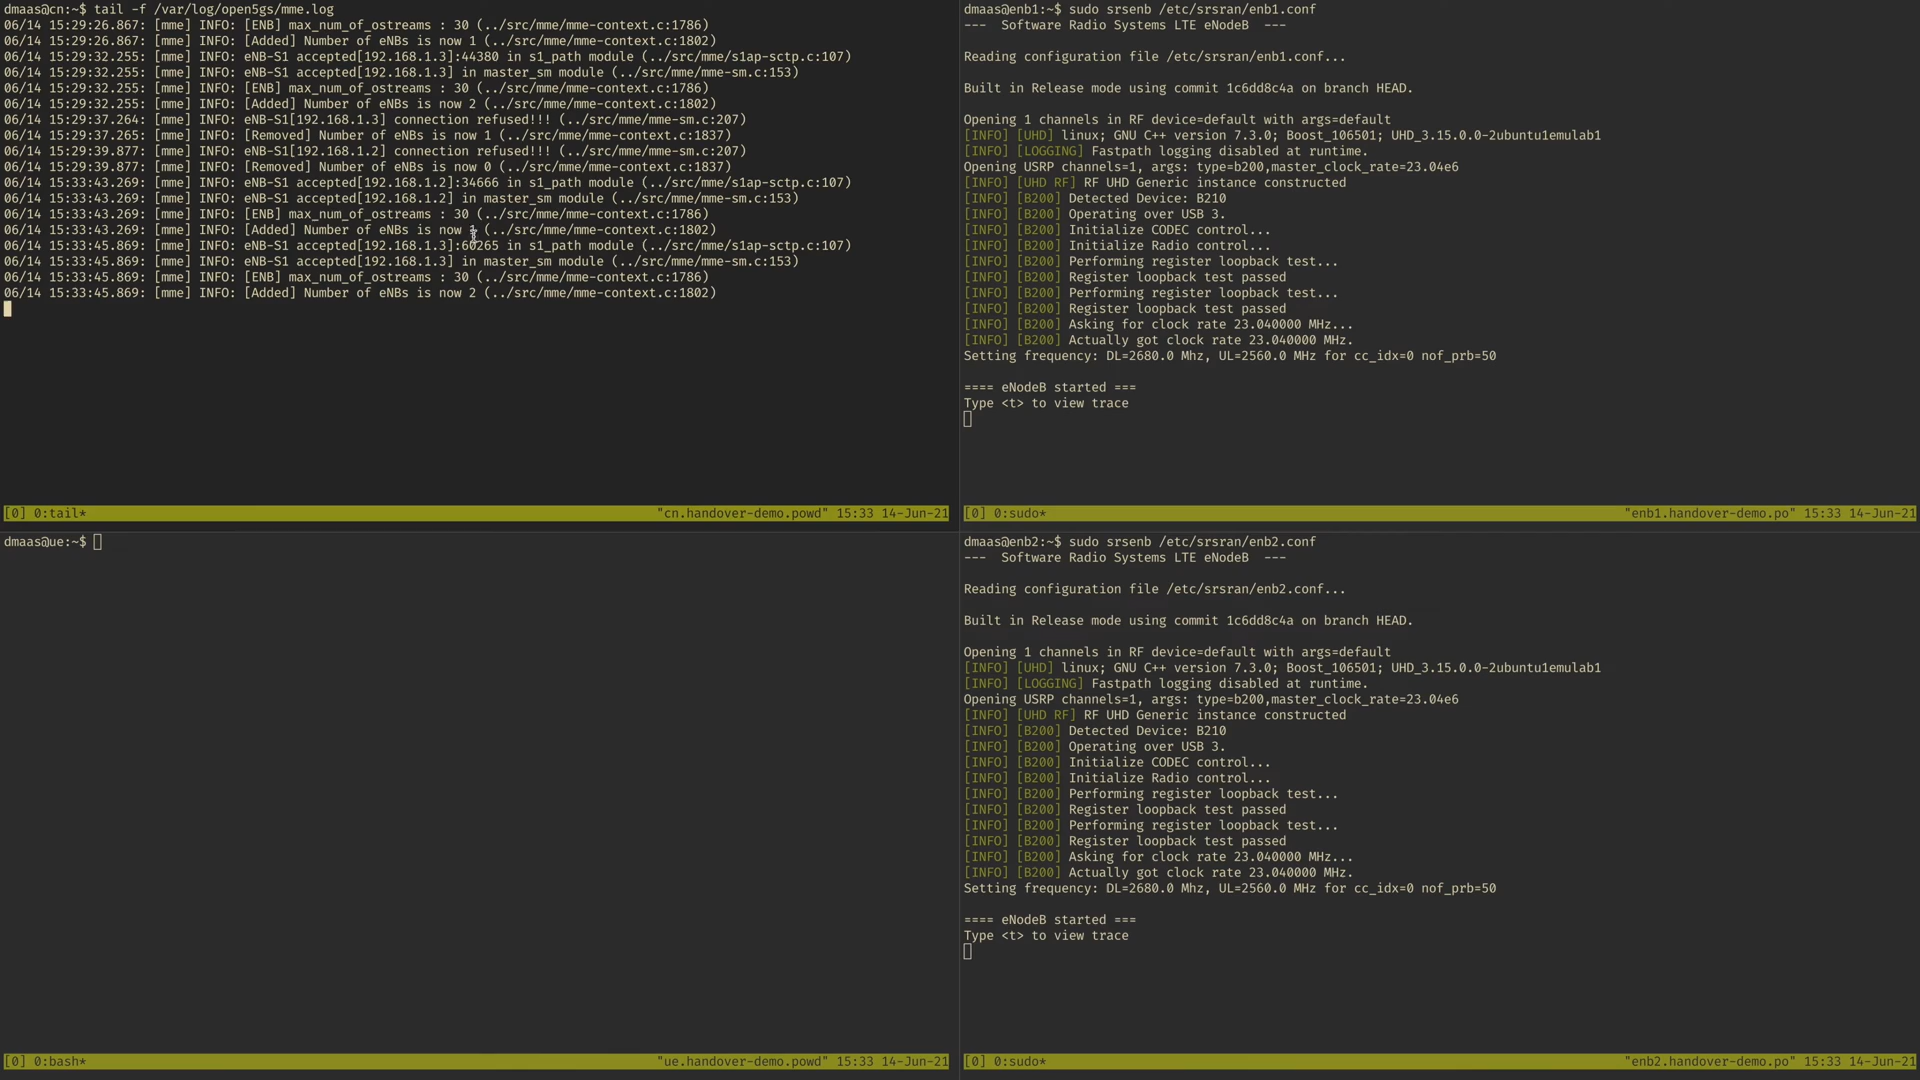 dmaas@cn:~$ tail -f /var/log/open5gs/mme.log
06/14 15:29:26.867: [mme] INFO: [ENB] max_num_of_ostreams : 30 (../src/mme/mme-context.c:1786)
06/14 15:29:26.867: [mme] INFO: [Added] Number of eNBs is now 1 (../src/mme/mme-context.c:1802)
06/14 15:29:32.255: [mme] INFO: eNB-S1 accepted[192.168.1.3]:44380 in s1_path module (../src/mme/s1ap-sctp.c:107)
06/14 15:29:32.255: [mme] INFO: eNB-S1 accepted[192.168.1.3] in master_sm module (../src/mme/mme-sm.c:153)
06/14 15:29:32.255: [mme] INFO: [ENB] max_num_of_ostreams : 30 (../src/mme/mme-context.c:1786)
06/14 15:29:32.255: [mme] INFO: [Added] Number of eNBs is now 2 (../src/mme/mme-context.c:1802)
06/14 15:29:37.264: [mme] INFO: eNB-S1[192.168.1.3] connection refused!!! (../src/mme/mme-sm.c:207)
06/14 15:29:37.265: [mme] INFO: [Removed] Number of eNBs is now 1 (../src/mme/mme-context.c:1837)
06/14 15:29:39.877: [mme] INFO: eNB-S1[192.168.1.2] connection refused!!! (../src/mme/mme-sm.c:207)
06/14 15:29:39.877: [mme] INFO: [Removed] Number of eNBs is now 0 (../src/mme/mme-context.c:1837)
06/14 15:33:43.269: [mme] INFO: eNB-S1 accepted[192.168.1.2]:34666 in s1_path module (../src/mme/s1ap-sctp.c:107)
06/14 15:33:43.269: [mme] INFO: eNB-S1 accepted[192.168.1.2] in master_sm module (../src/mme/mme-sm.c:153)
06/14 15:33:43.269: [mme] INFO: [ENB] max_num_of_ostreams : 30 (../src/mme/mme-context.c:1786)
06/14 15:33:43.269: [mme] INFO: [Added] Number of eNBs is now 1 (../src/mme/mme-context.c:1802)
06/14 15:33:45.869: [mme] INFO: eNB-S1 accepted[192.168.1.3]:60265 in s1_path module (../src/mme/s1ap-sctp.c:107)
06/14 15:33:45.869: [mme] INFO: eNB-S1 accepted[192.168.1.3] in master_sm module (../src/mme/mme-sm.c:153)
06/14 15:33:45.869: [mme] INFO: [ENB] max_num_of_ostreams : 30 (../src/mme/mme-context.c:1786)
06/14 15:33:45.869: [mme] INFO: [Added] Number of eNBs is now 2 (../src/mme/mme-context.c:1802)
[0] 0:tail* "cn.handover-demo.powd" 15:33 14-Jun-21
dmaas@enb1:~$ sudo srsenb /etc/srsran/enb1.conf
--- Software Radio Systems LTE eNodeB ---
Reading configuration file /etc/srsran/enb1.conf...
Built in Release mode using commit 1c6dd8c4a on branch HEAD.
Opening 1 channels in RF device=default with args=default
[INFO] [UHD] linux; GNU C++ version 7.3.0; Boost_106501; UHD_3.15.0.0-2ubuntu1emulab1
[INFO] [LOGGING] Fastpath logging disabled at runtime.
Opening USRP channels=1, args: type=b200,master_clock_rate=23.04e6
[INFO] [UHD RF] RF UHD Generic instance constructed
[INFO] [B200] Detected Device: B210
[INFO] [B200] Operating over USB 3.
[INFO] [B200] Initialize CODEC control...
[INFO] [B200] Initialize Radio control...
[INFO] [B200] Performing register loopback test...
[INFO] [B200] Register loopback test passed
[INFO] [B200] Performing register loopback test...
[INFO] [B200] Register loopback test passed
[INFO] [B200] Asking for clock rate 23.040000 MHz...
[INFO] [B200] Actually got clock rate 23.040000 MHz.
Setting frequency: DL=2680.0 Mhz, UL=2560.0 MHz for cc_idx=0 nof_prb=50
==== eNodeB started ===
Type <t> to view trace
[0] 0:sudo* "enb1.handover-demo.po" 15:33 14-Jun-21
dmaas@ue:~$
[0] 0:bash* "ue.handover-demo.powd" 15:33 14-Jun-21
dmaas@enb2:~$ sudo srsenb /etc/srsran/enb2.conf
--- Software Radio Systems LTE eNodeB ---
Reading configuration file /etc/srsran/enb2.conf...
Built in Release mode using commit 1c6dd8c4a on branch HEAD.
Opening 1 channels in RF device=default with args=default
[INFO] [UHD] linux; GNU C++ version 7.3.0; Boost_106501; UHD_3.15.0.0-2ubuntu1emulab1
[INFO] [LOGGING] Fastpath logging disabled at runtime.
Opening USRP channels=1, args: type=b200,master_clock_rate=23.04e6
[INFO] [UHD RF] RF UHD Generic instance constructed
[INFO] [B200] Detected Device: B210
[INFO] [B200] Operating over USB 3.
[INFO] [B200] Initialize CODEC control...
[INFO] [B200] Initialize Radio control...
[INFO] [B200] Performing register loopback test...
[INFO] [B200] Register loopback test passed
[INFO] [B200] Performing register loopback test...
[INFO] [B200] Register loopback test passed
[INFO] [B200] Asking for clock rate 23.040000 MHz...
[INFO] [B200] Actually got clock rate 23.040000 MHz.
Setting frequency: DL=2680.0 Mhz, UL=2560.0 MHz for cc_idx=0 nof_prb=50
==== eNodeB started ===
Type <t> to view trace
[0] 0:sudo* "enb2.handover-demo.po" 15:33 14-Jun-21